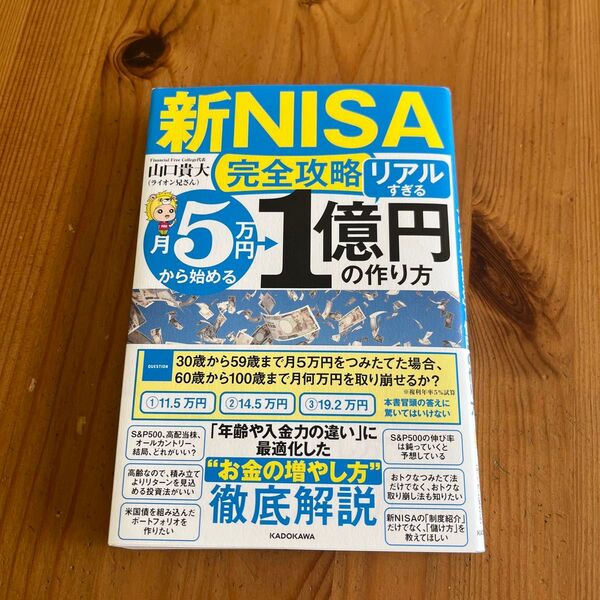 新NISA
Financial Free College代表
山口貴大
(ライオン兄さん)
完全攻略
リアル
すぎる
月5万円
から始める
→1億円
の作り方
QUESTION
30歳から59歳まで月5万円をつみたてた場合、
60歳から100歳まで月何万円を取り崩せるか?
※複利年率5%試算
①11.5万円
②14.5万円
③19.2万円
本書冒頭の答えに
驚いてはいけない
「年齢や入金力の違い」に
最適化した
“お金の増やし方”
徹底解説
S&P500、高配当株、
オールカントリー、
結局、どれがいい?
高齢なので、積み立て
よりリターンを見込
める投資法がいい
米国債を組み込んだ
ポートフォリオを
作りたい
S&P500の伸び率
は鈍っていくと
予想している
おトクなつみたて法
だけでなく、おトクな
取り崩し法も知りたい
新NISAの「制度紹介」
だけでなく、「儲け方」を
教えてほしい
KADOKAWA